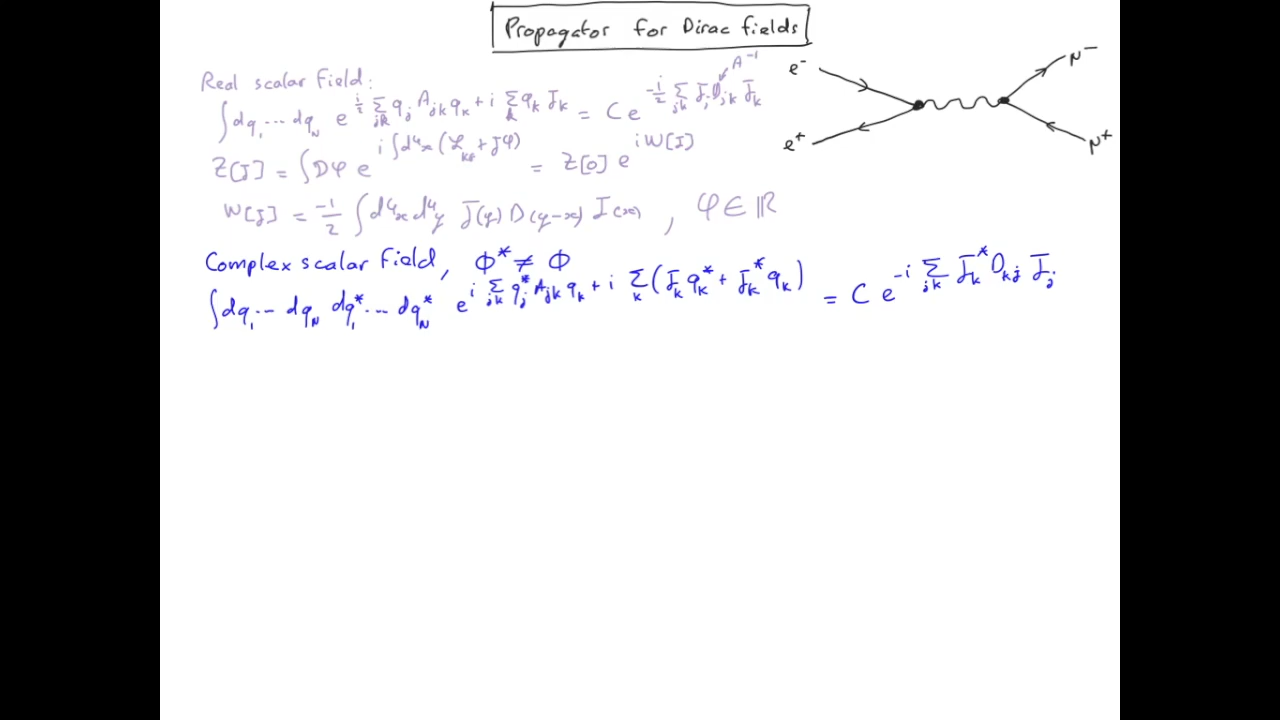 Propagator for Dirac fields
Real scalar Field:
∫dq₁ ... dq_N e^{i/2 Σ_{jk} q_j A_{jk} q_k + i Σ_k q_k J_k} = C e^{-i/2 Σ_{jk} J_j D_{jk} J_k}
A⁻¹
Z[J] = ∫Dφ e^{i∫d⁴x (ℒ_{KG} + Jφ)} = Z[0] e^{iW[J]}
W[J] = -1/2 ∫d⁴x d⁴y J(y) D(y-x) J(x) , φ ∈ ℝ
e⁻
e⁺
μ⁻
μ⁺
Complex scalar Field, Φ* ≠ Φ
∫dq₁ ... dq_N dq₁* ... dq_N* e^{i Σ_{jk} q_j* A_{jk} q_k + i Σ_k (J_k q_k* + J_k* q_k)} = C e^{-i Σ_{jk} J_k* D_{kj} J_j}